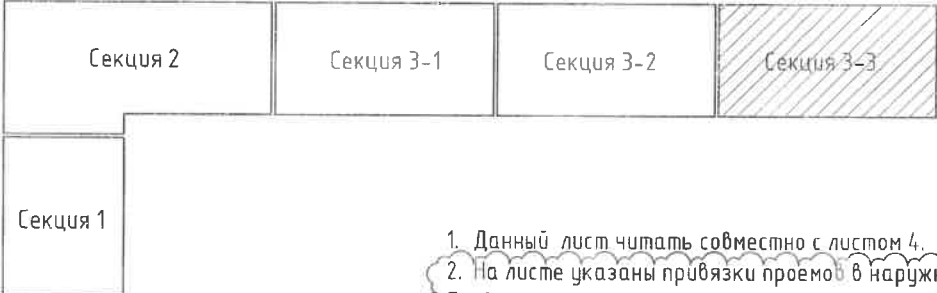 Секция 2
Секция 3-1
Секция 3-2
Секция 3-3
Секция 1
1. Данный лист читать совместно с листом 4.
2. На листе указаны привязки проемов в наружн